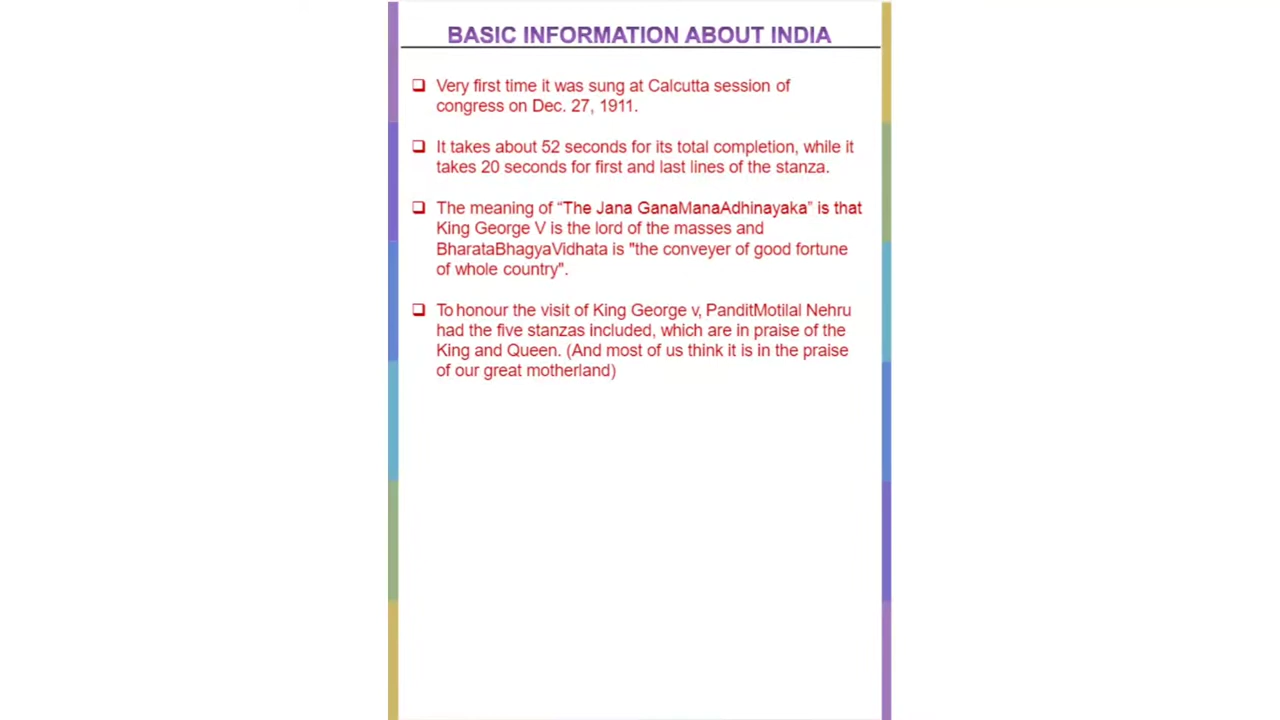 BASIC INFORMATION ABOUT INDIA
Very first time it was sung at Calcutta session of
congress on Dec. 27, 1911.
It takes about 52 seconds for its total completion, while it
takes 20 seconds for first and last lines of the stanza.
The meaning of “The Jana GanaManaAdhinayaka” is that
King George V is the lord of the masses and
BharataBhagyaVidhata is "the conveyer of good fortune
of whole country".
To honour the visit of King George v, PanditMotilal Nehru
had the five stanzas included, which are in praise of the
King and Queen. (And most of us think it is in the praise
of our great motherland)